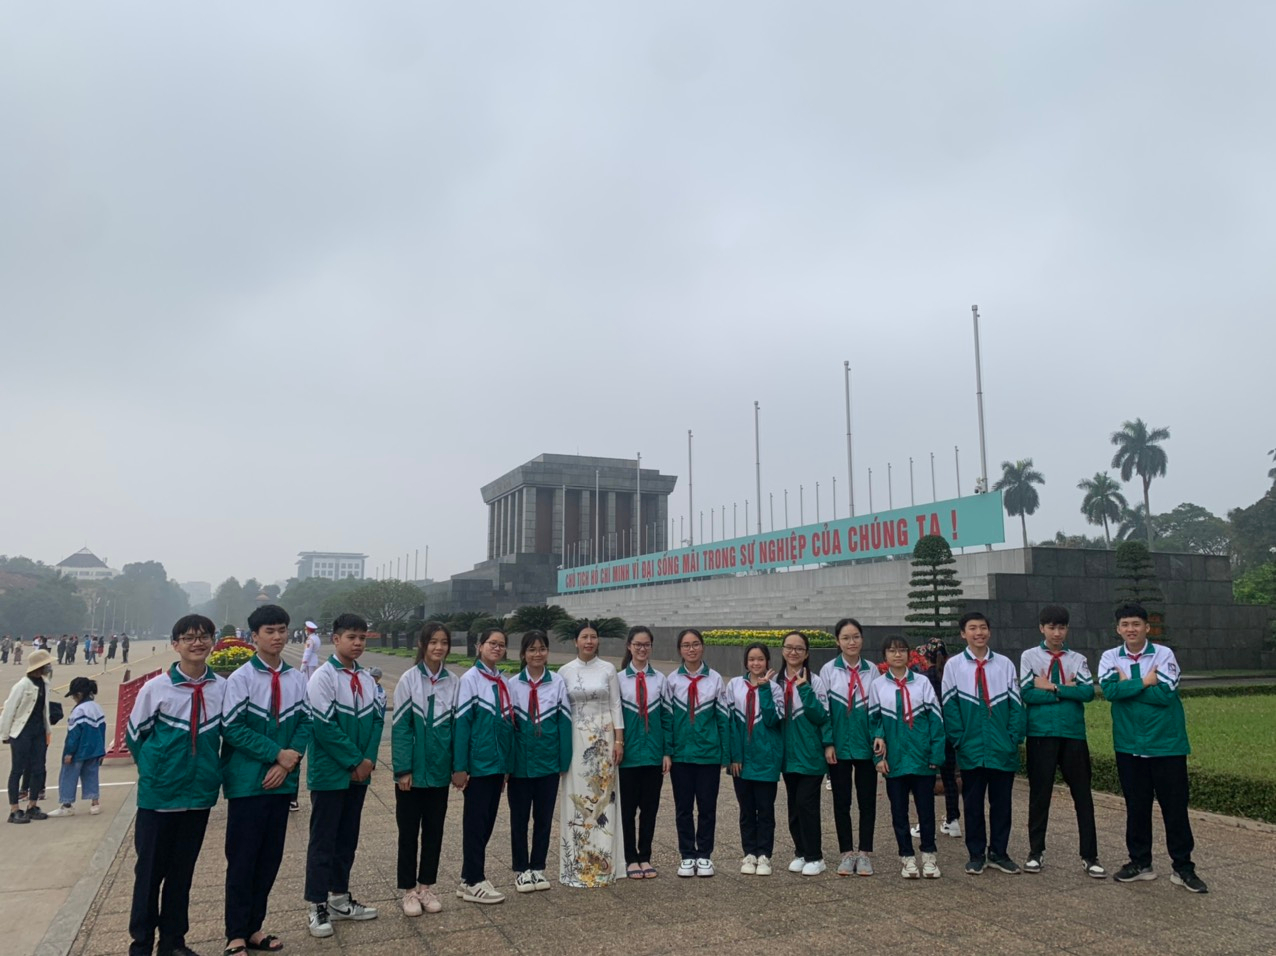 CHỦ TỊCH HỒ CHÍ MINH VĨ ĐẠI SỐNG MÃI TRONG SỰ NGHIỆP CỦA CHÚNG TA !